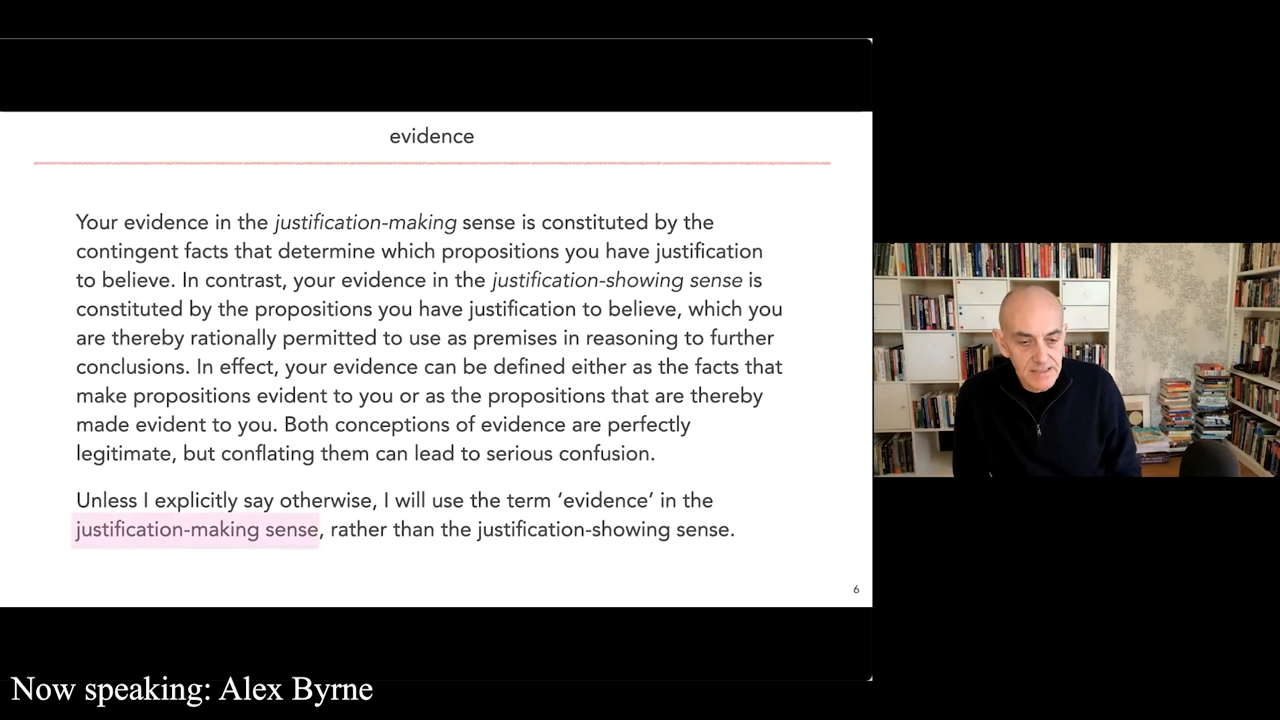 evidence
Your evidence in the justification-making sense is constituted by the
contingent facts that determine which propositions you have justification
to believe. In contrast, your evidence in the justification-showing sense is
constituted by the propositions you have justification to believe, which you
are thereby rationally permitted to use as premises in reasoning to further
conclusions. In effect, your evidence can be defined either as the facts that
make propositions evident to you or as the propositions that are thereby
made evident to you. Both conceptions of evidence are perfectly
legitimate, but conflating them can lead to serious confusion.
Unless I explicitly say otherwise, I will use the term ‘evidence’ in the
justification-making sense, rather than the justification-showing sense.
6
Now speaking: Alex Byrne